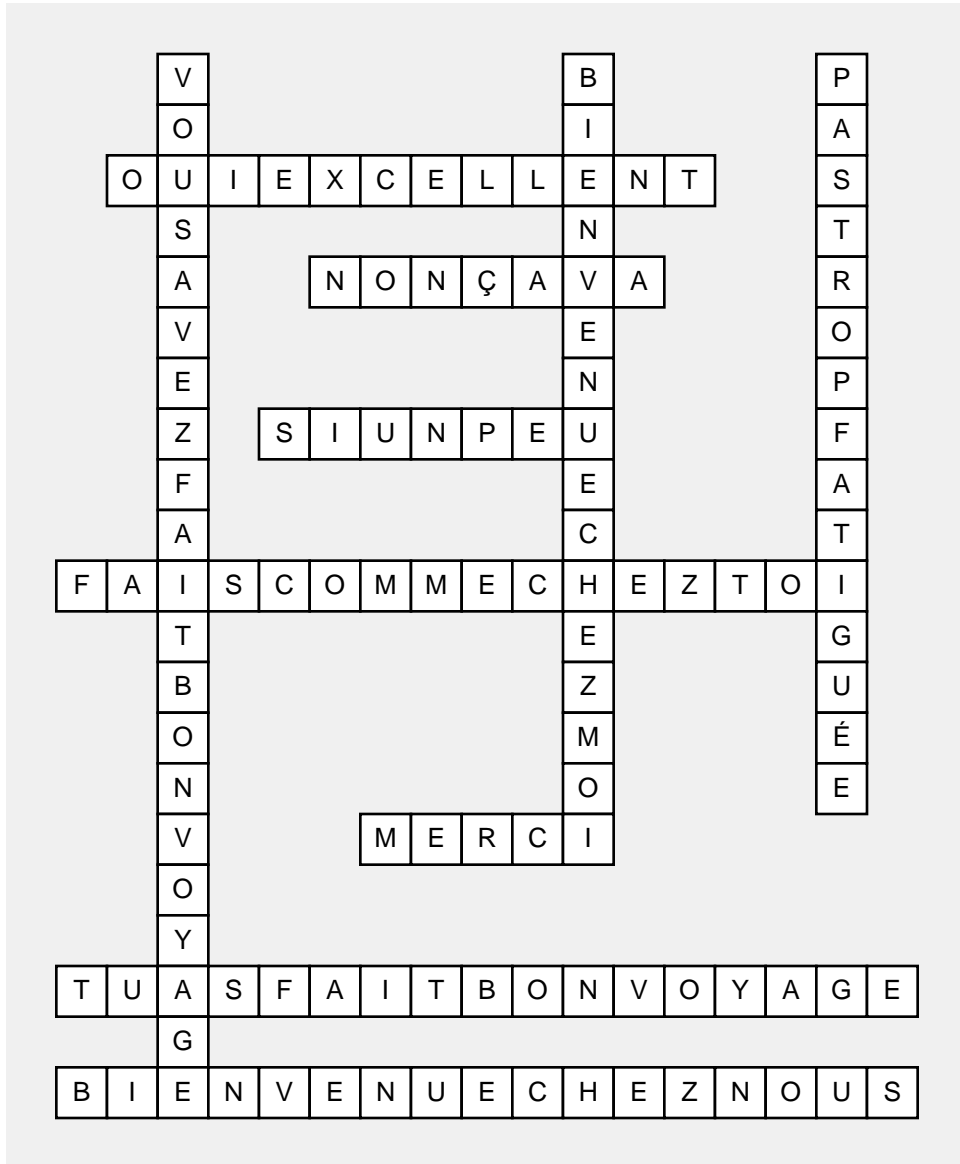 VOUSAVEZFAITBONVOYAGE
BIENVENUECHEZMOI
PASTROPFATIGUÉE
OUIEXCELLENT
NONÇAVA
SIUNPEU
FAISCOMMECHEZTOI
MERCI
TUASFAITBONVOYAGE
BIENVENUECHEZNOUS